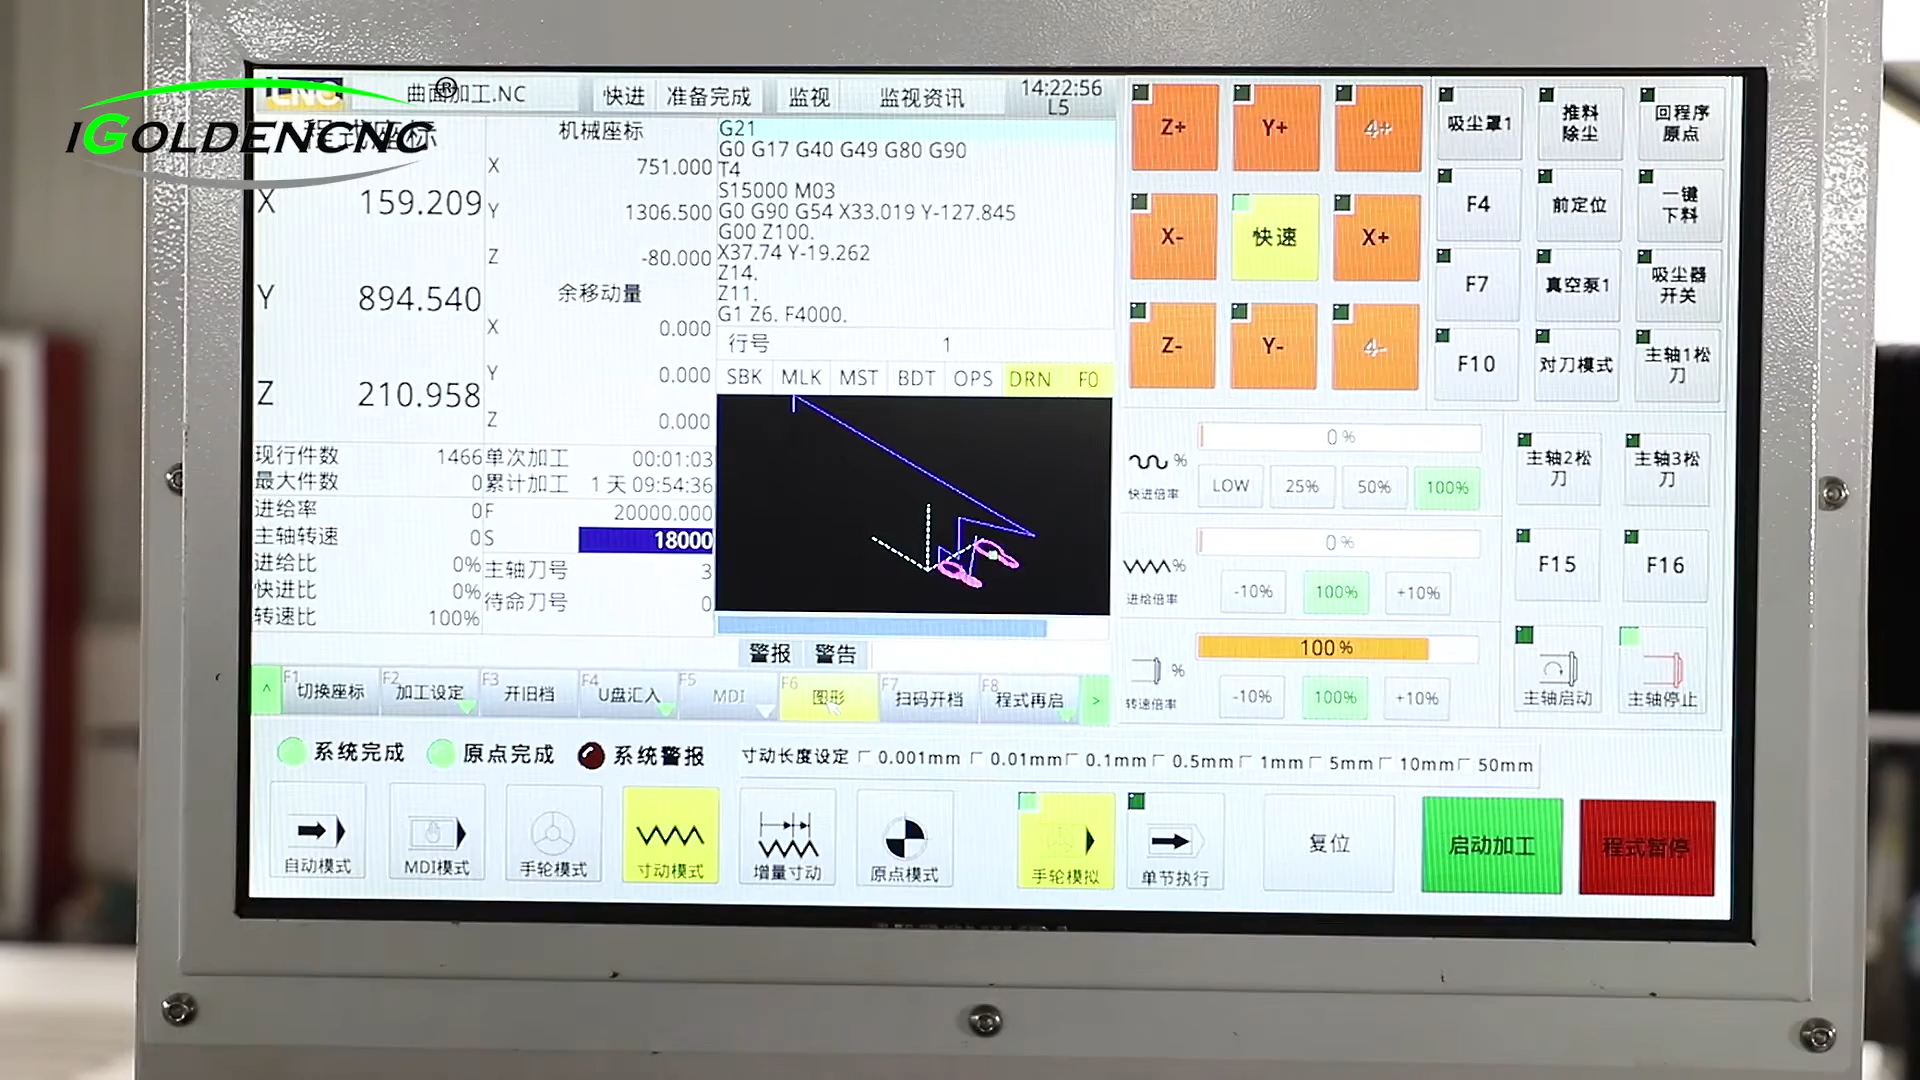 LNC
曲面加工.NC
快进
准备完成
监视
监视资讯
14:22:56
L5
®
IGOLDENCNC
程式座标
X 159.209
Y 894.540
Z 210.958
机械座标
X 751.000
Y 1306.500
Z -80.000
余移动量
X 0.000
Y 0.000
Z 0.000
G21
G0 G17 G40 G49 G80 G90
T4
S15000 M03
G0 G90 G54 X33.019 Y-127.845
G00 Z100.
X37.74 Y-19.262
Z14.
Z11.
G1 Z6. F4000.
行号 1
SBK MLK MST BDT OPS DRN F0
现行件数 1466
最大件数 0
进给率 0
主轴转速 0
进给比 0%
快进比 0%
转速比 100%
单次加工 00:01:03
累计加工 1 天 09:54:36
F 20000.000
S 18000
主轴刀号 3
待命刀号 0
警报 警告
F1 切换座标
F2 加工设定
F3 开旧档
F4 U盘汇入
F5 MDI
F6 图形
F7 扫码开档
F8 程式再启
>
系统完成 原点完成 系统警报
寸动长度设定 0.001mm 0.01mm 0.1mm 0.5mm 1mm 5mm 10mm 50mm
自动模式
MDI模式
手轮模式
寸动模式
增量寸动
原点模式
手轮模拟
单节执行
复位
启动加工
程式暂停
Z+ Y+ 4+
X- 快速 X+
Z- Y- 4-
吸尘罩1
推料
除尘
回程序
原点
F4
前定位
一键
下料
F7
真空泵1
吸尘器
开关
F10
对刀模式
主轴1松
刀
0 %
%
快进倍率
LOW 25% 50% 100%
0 %
%
进给倍率
-10% 100% +10%
100 %
%
转速倍率
-10% 100% +10%
主轴2松
刀
主轴3松
刀
F15
F16
主轴启动
主轴停止